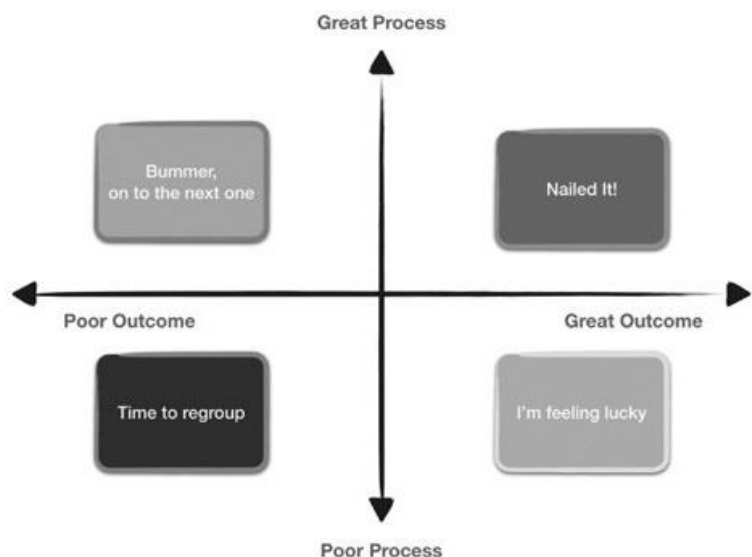 Great Process
Bummer,
on to the next one
Nailed It!
Poor Outcome
Great Outcome
Time to regroup
I'm feeling lucky
Poor Process